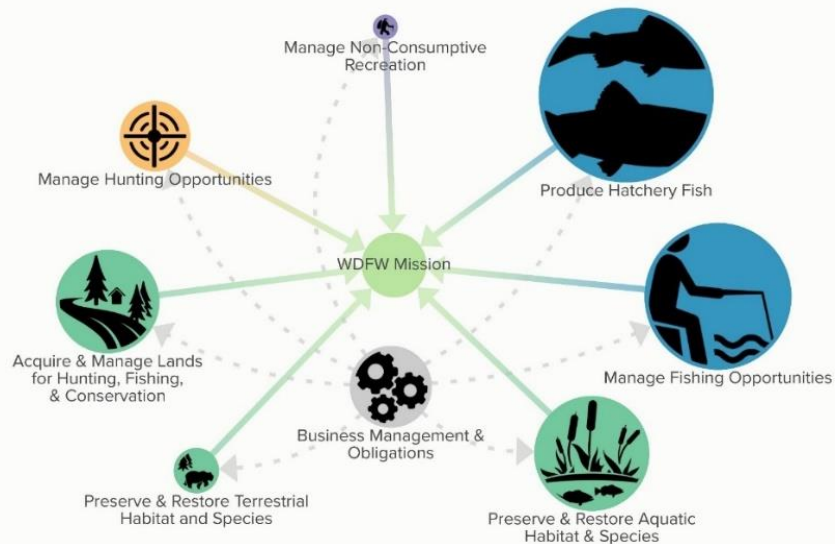 Manage Non-Consumptive
Recreation
Manage Hunting Opportunities
Produce Hatchery Fish
WDFW Mission
Acquire & Manage Lands
for Hunting, Fishing,
& Conservation
Manage Fishing Opportunities
Business Management &
Obligations
Preserve & Restore Terrestrial
Habitat and Species
Preserve & Restore Aquatic
Habitat & Species